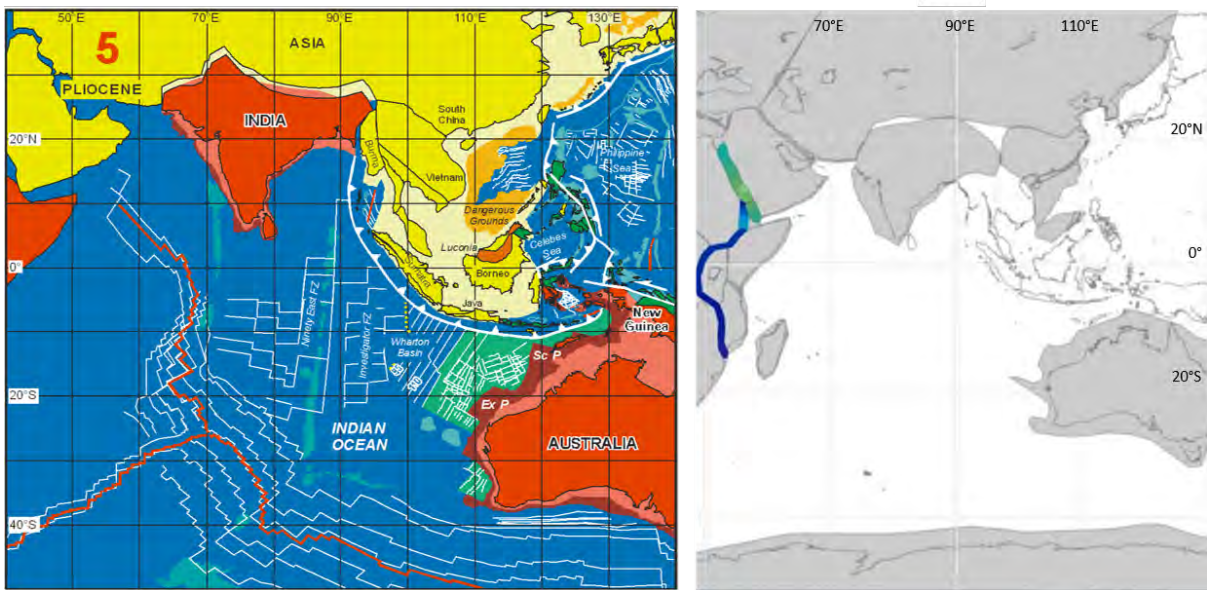 50°E 70°E 90°E 110°E 130°E
5
ASIA
PLIOCENE
INDIA
South
China
20°N
Burma
Vietnam
Philippine
Sea
Dangerous
Grounds
Luconia
Celebes
Sea
0°
Sumatra
Borneo
Java
New
Guinea
Ninety East FZ
Investigator FZ
Wharton
Basin
Sc P
20°S
Ex P
INDIAN
OCEAN
AUSTRALIA
40°S
70°E 90°E 110°E
20°N
0°
20°S